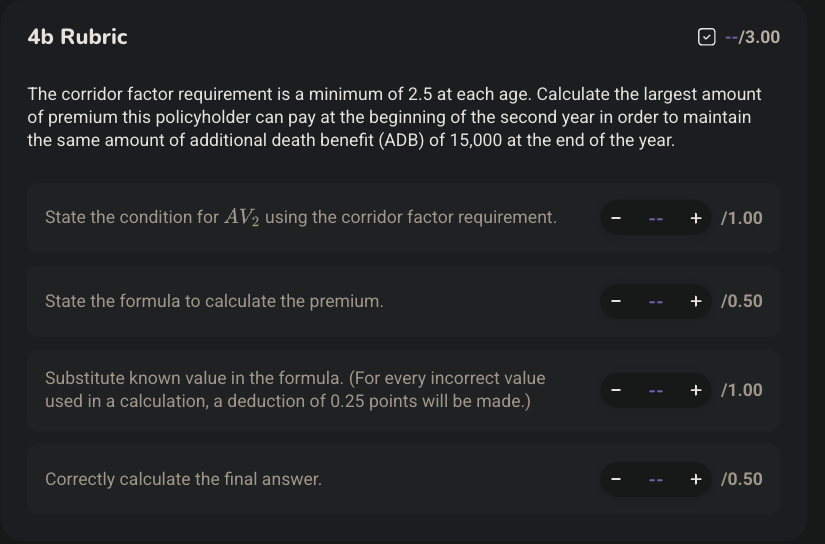 4b Rubric
--/3.00
The corridor factor requirement is a minimum of 2.5 at each age. Calculate the largest amount
of premium this policyholder can pay at the beginning of the second year in order to maintain
the same amount of additional death benefit (ADB) of 15,000 at the end of the year.
State the condition for AV₂ using the corridor factor requirement.
− -- + /1.00
State the formula to calculate the premium.
− -- + /0.50
Substitute known value in the formula. (For every incorrect value
used in a calculation, a deduction of 0.25 points will be made.)
− -- + /1.00
Correctly calculate the final answer.
− -- + /0.50